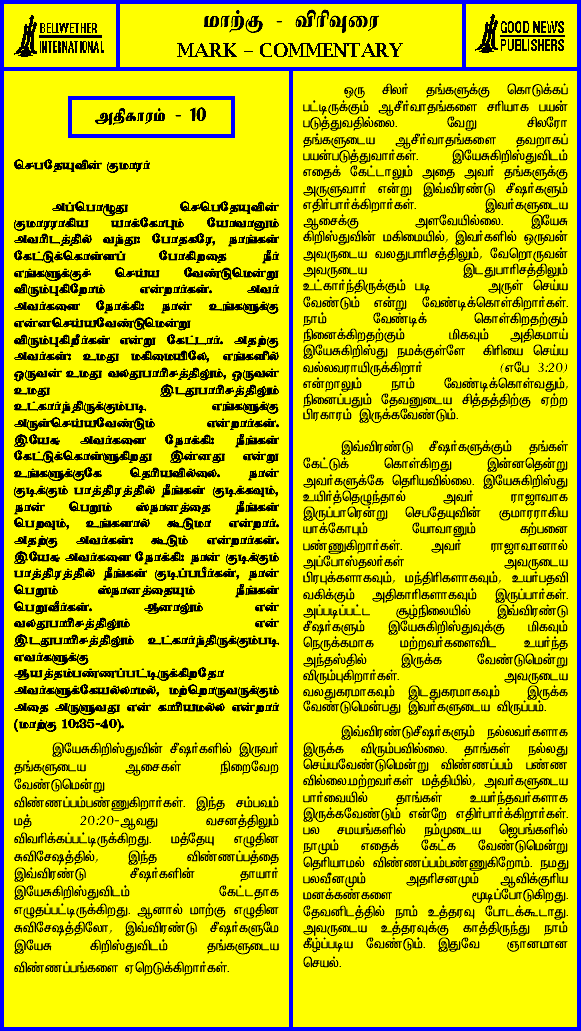 BELWETHER
INTERNATIONAL
மாற்கு - விரிவுரை
MARK – COMMENTARY
GOOD NEWS
PUBLISHERS
அதிகாரம் - 10
செபதேயுவின் குமாரர்
அப்பொழுது செபெதேயுவின்
குமாரராகிய யாக்கோபும் யோவானும்
அவரிடத்தில் வந்து: போதகரே, நாங்கள்
கேட்டுக்கொள்ளப் போகிறதை நீர்
எங்களுக்குச் செய்ய வேண்டுமென்று
விரும்புகிறோம் என்றார்கள். அவர்
அவர்களை நோக்கி: நான் உங்களுக்கு
என்னசெய்யவேண்டுமென்று
விரும்புகிறீர்கள் என்று கேட்டார். அதற்கு
அவர்கள்: உமது மகிமையிலே, எங்களில்
ஒருவன் உமது வலதுபாரிசத்திலும், ஒருவன்
உமது இடதுபாரிசத்திலும்
உட்கார்ந்திருக்கும்படி எங்களுக்கு
அருள்செய்யவேண்டும் என்றார்கள்.
இயேசு அவர்களை நோக்கி: நீங்கள்
கேட்டுக்கொள்ளுகிறது இன்னது என்று
உங்களுக்குகே தெரியவில்லை. நான்
குடிக்கும் பாத்திரத்தில் நீங்கள் குடிக்கவும்,
நான் பெறும் ஸ்நானத்தை நீங்கள்
பெறவும், உங்களால் கூடுமா என்றார்.
அதற்கு அவர்கள்: கூடும் என்றார்கள்.
இயேசு அவர்களை நோக்கி: நான் குடிக்கும்
பாத்திரத்தில் நீங்கள் குடிப்பீர்கள், நான்
பெறும் ஸ்நானத்தையும் நீங்கள்
பெறுவீர்கள். ஆனாலும் என்
வலதுபாரிசத்திலும் என்
இடதுபாரிசத்திலும் உட்கார்ந்திருக்கும்படி
எவர்களுக்கு
ஆயத்தம்பண்ணப்பட்டிருக்கிறதோ
அவர்களுக்கேயல்லாமல், மற்றொருவருக்கும்
அதை அருளுவது என் காரியமல்ல என்றார்
(மாற்கு 10:35-40).
இயேசுகிறிஸ்துவின் சீஷர்களில் இருவர்
தங்களுடைய ஆசைகள் நிறைவேற
வேண்டுமென்று
விண்ணப்பம்பண்ணுகிறார்கள். இந்த சம்பவம்
மத் 20:20-ஆவது வசனத்திலும்
விவரிக்கப்பட்டிருக்கிறது. மத்தேயு எழுதின
சுவிசேஷத்தில், இந்த விண்ணப்பத்தை
இவ்விரண்டு சீஷர்களின் தாயார்
இயேசுகிறிஸ்துவிடம் கேட்டதாக
எழுதப்பட்டிருக்கிறது. ஆனால் மாற்கு எழுதின
சுவிசேஷத்திலோ, இவ்விரண்டு சீஷர்களுமே
இயேசு கிறிஸ்துவிடம் தங்களுடைய
விண்ணப்பங்களை ஏறெடுக்கிறார்கள்.
ஒரு சிலர் தங்களுக்கு கொடுக்கப்
பட்டிருக்கும் ஆசீர்வாதங்களை சரியாக பயன்
படுத்துவதில்லை. வேறு சிலரோ
தங்களுடைய ஆசீர்வாதங்களை தவறாகப்
பயன்படுத்துவார்கள். இயேசுகிறிஸ்துவிடம்
எதைக் கேட்டாலும் அதை அவர் தங்களுக்கு
அருளுவார் என்று இவ்விரண்டு சீஷர்களும்
எதிர்பார்க்கிறார்கள். இவர்களுடைய
ஆசைக்கு அளவேயில்லை. இயேசு
கிறிஸ்துவின் மகிமையில், இவர்களில் ஒருவன்
அவருடைய வலதுபாரிசத்திலும், வேறொருவன்
அவருடைய இடதுபாரிசத்திலும்
உட்கார்ந்திருக்கும் படி அருள் செய்ய
வேண்டும் என்று வேண்டிக்கொள்கிறார்கள்.
நாம் வேண்டிக் கொள்கிறதற்கும்
நினைக்கிறதற்கும் மிகவும் அதிகமாய்
இயேசுகிறிஸ்து நமக்குள்ளே கிரியை செய்ய
வல்லவராயிருக்கிறார் (எபே 3:20)
என்றாலும் நாம் வேண்டிக்கொள்வதும்,
நினைப்பதும் தேவனுடைய சித்தத்திற்கு ஏற்ற
பிரகாரம் இருக்கவேண்டும்.
இவ்விரண்டு சீஷர்களுக்கும் தங்கள்
கேட்டுக் கொள்கிறது இன்னதென்று
அவர்களுக்கே தெரியவில்லை. இயேசுகிறிஸ்து
உயிர்த்தெழுந்தால் அவர் ராஜாவாக
இருப்பாரென்று செபதேயுவின் குமாரராகிய
யாக்கோபும் யோவானும் கற்பனை
பண்ணுகிறார்கள். அவர் ராஜாவானால்
அப்போஸ்தலர்கள் அவருடைய
பிரபுக்களாகவும், மந்திரிகளாகவும், உயர்பதவி
வகிக்கும் அதிகாரிகளாகவும் இருப்பார்கள்.
அப்படிப்பட்ட சூழ்நிலையில் இவ்விரண்டு
சீஷர்களும் இயேசுகிறிஸ்துவுக்கு மிகவும்
நெருக்கமாக மற்றவர்களைவிட உயர்ந்த
அந்தஸ்தில் இருக்க வேண்டுமென்று
விரும்புகிறார்கள். அவருடைய
வலதுகரமாகவும் இடதுகரமாகவும் இருக்க
வேண்டுமென்பது இவர்களுடைய விருப்பம்.
இவ்விரண்டுசீஷர்களும் நல்லவர்களாக
இருக்க விரும்பவில்லை. தாங்கள் நல்லது
செய்யவேண்டுமென்று விண்ணப்பம் பண்ண
வில்லை.மற்றவர்கள் மத்தியில், அவர்களுடைய
பார்வையில் தாங்கள் உயர்ந்தவர்களாக
இருக்கவேண்டும் என்றே எதிர்பார்க்கிறார்கள்.
பல சமயங்களில் நம்முடைய ஜெபங்களில்
நாமும் எதைக் கேட்க வேண்டுமென்று
தெரியாமல் விண்ணப்பம்பண்ணுகிறோம். நமது
பலவீனமும் அதரிசனமும் ஆவிக்குரிய
மனக்கண்களை மூடிப்போடுகிறது.
தேவனிடத்தில் நாம் உத்தரவு போடக்கூடாது.
அவருடைய உத்தரவுக்கு காத்திருந்து நாம்
கீழ்ப்படிய வேண்டும். இதுவே ஞானமான
செயல்.